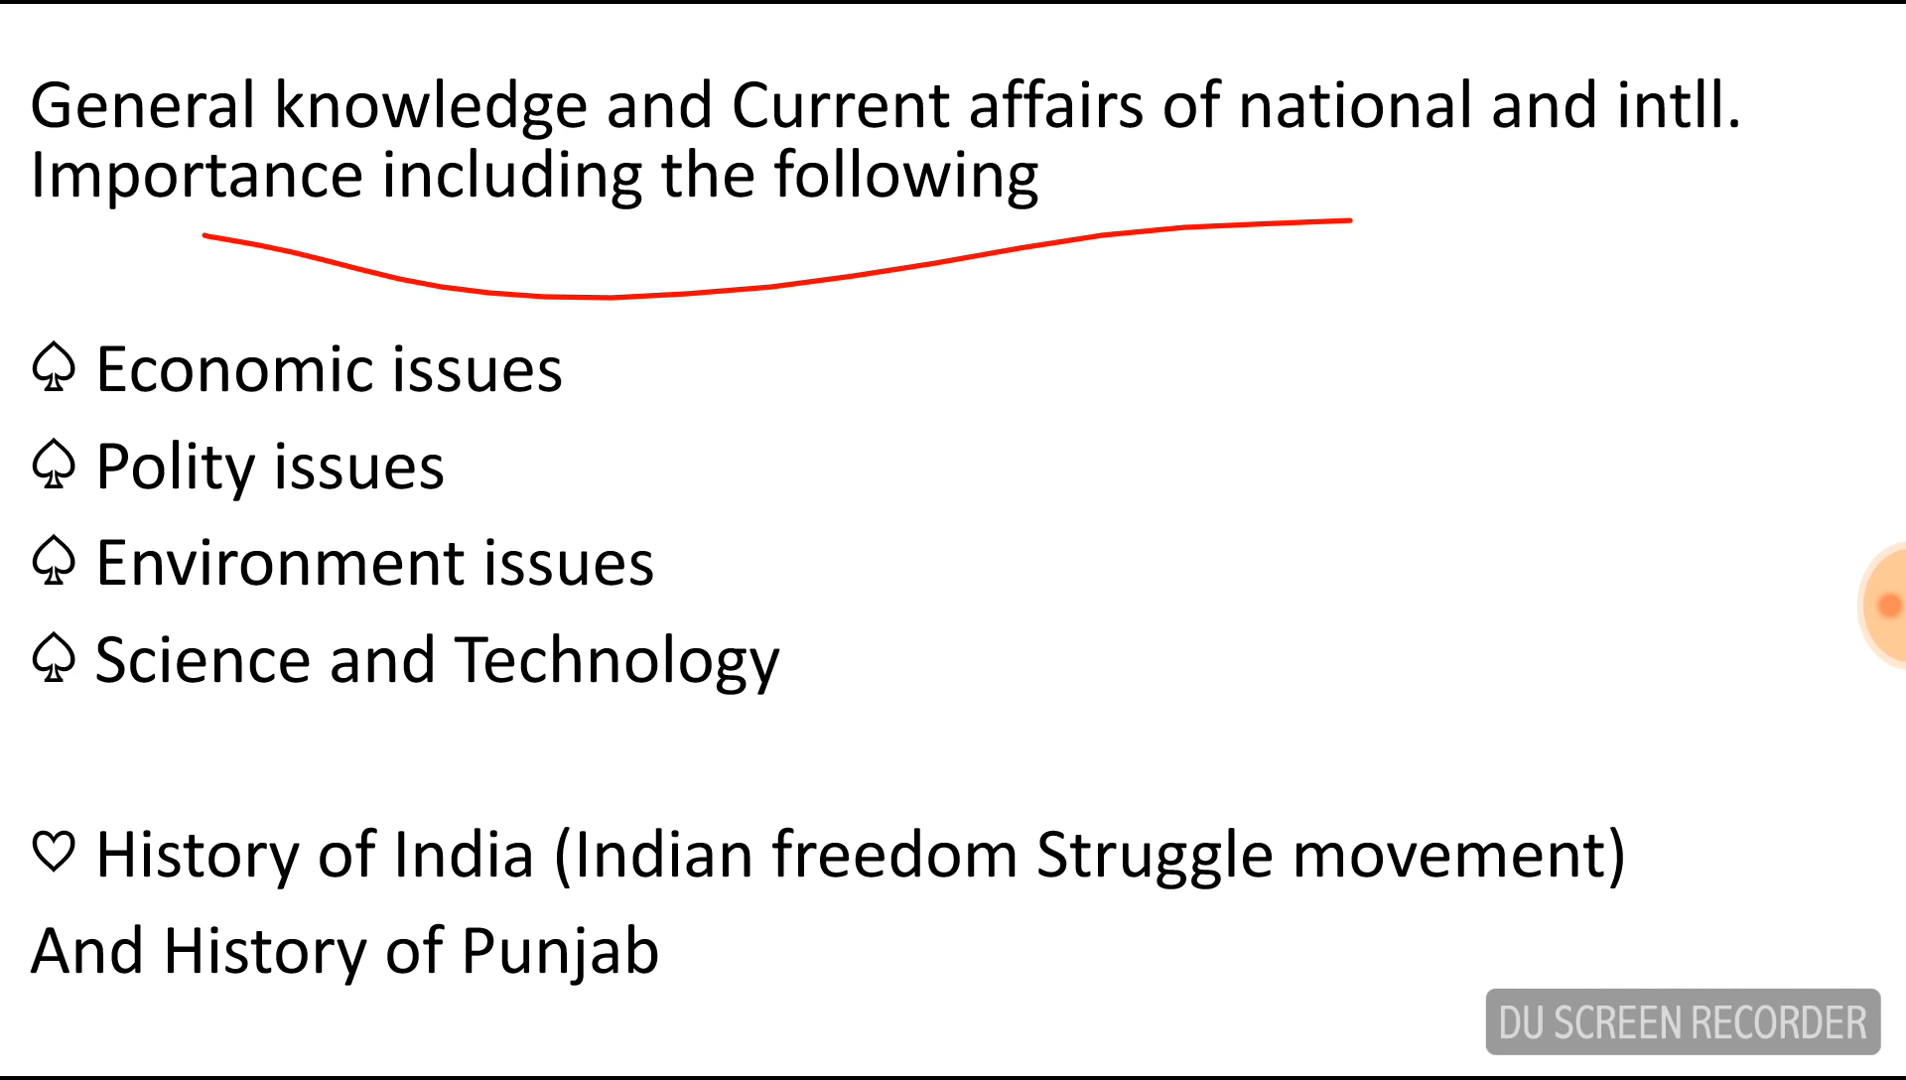 General knowledge and Current affairs of national and intll.
Importance including the following
♤ Economic issues
♤ Polity issues
♤ Environment issues
♤ Science and Technology
♡ History of India (Indian freedom Struggle movement)
And History of Punjab
DU SCREEN RECORDER